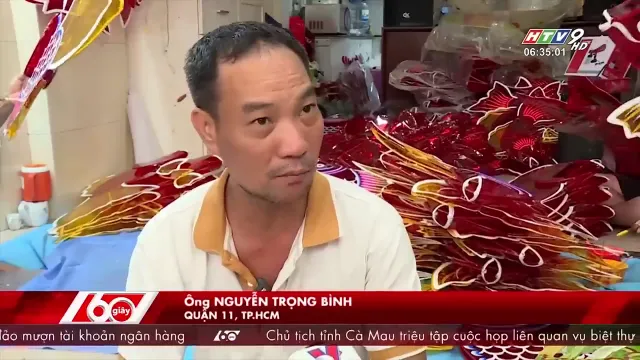 HTV9
HD
06:35:01
Ông NGUYỄN TRỌNG BÌNH
QUẬN 11, TP.HCM
60
giây
đảo mượn tài khoản ngân hàng
Chủ tịch tỉnh Cà Mau triệu tập cuộc họp liên quan vụ biệt thự